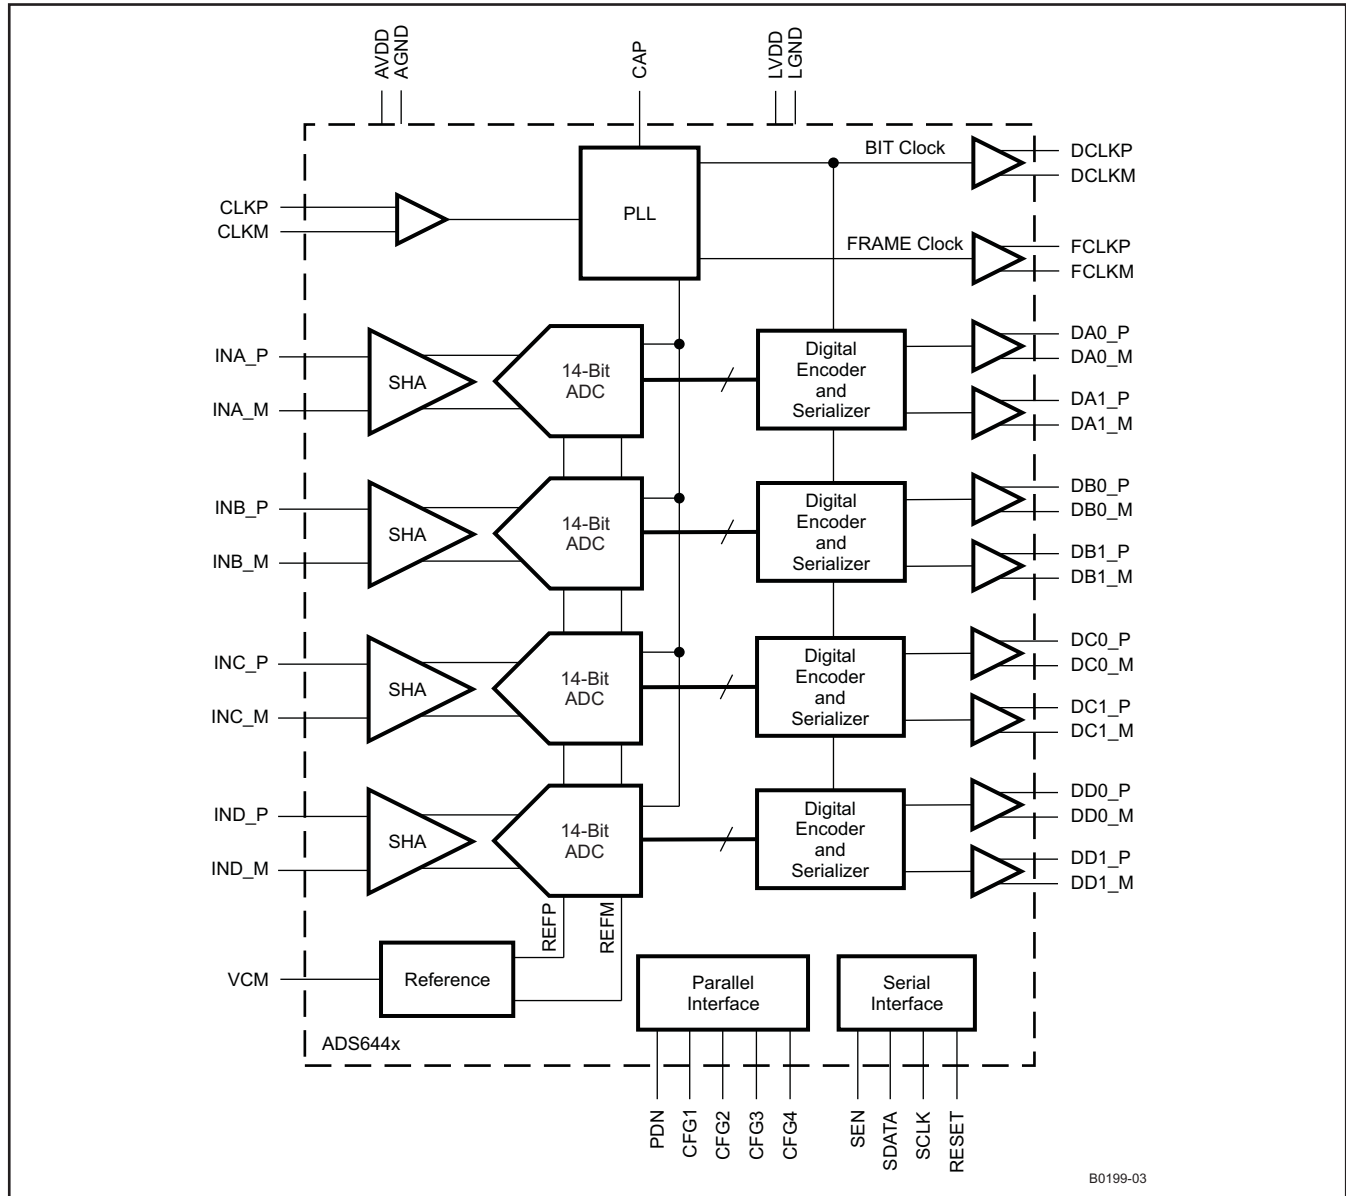 AVDD
AGND
CAP
LVDD
LGND
CLKP
CLKM
PLL
BIT Clock
FRAME Clock
DCLKP
DCLKM
FCLKP
FCLKM
INA_P
INA_M
SHA
14-Bit
ADC
Digital
Encoder
and
Serializer
DA0_P
DA0_M
DA1_P
DA1_M
INB_P
INB_M
SHA
14-Bit
ADC
Digital
Encoder
and
Serializer
DB0_P
DB0_M
DB1_P
DB1_M
INC_P
INC_M
SHA
14-Bit
ADC
Digital
Encoder
and
Serializer
DC0_P
DC0_M
DC1_P
DC1_M
IND_P
IND_M
SHA
14-Bit
ADC
Digital
Encoder
and
Serializer
DD0_P
DD0_M
DD1_P
DD1_M
REFP
REFM
VCM
Reference
Parallel
Interface
Serial
Interface
ADS644x
PDN
CFG1
CFG2
CFG3
CFG4
SEN
SDATA
SCLK
RESET
B0199-03